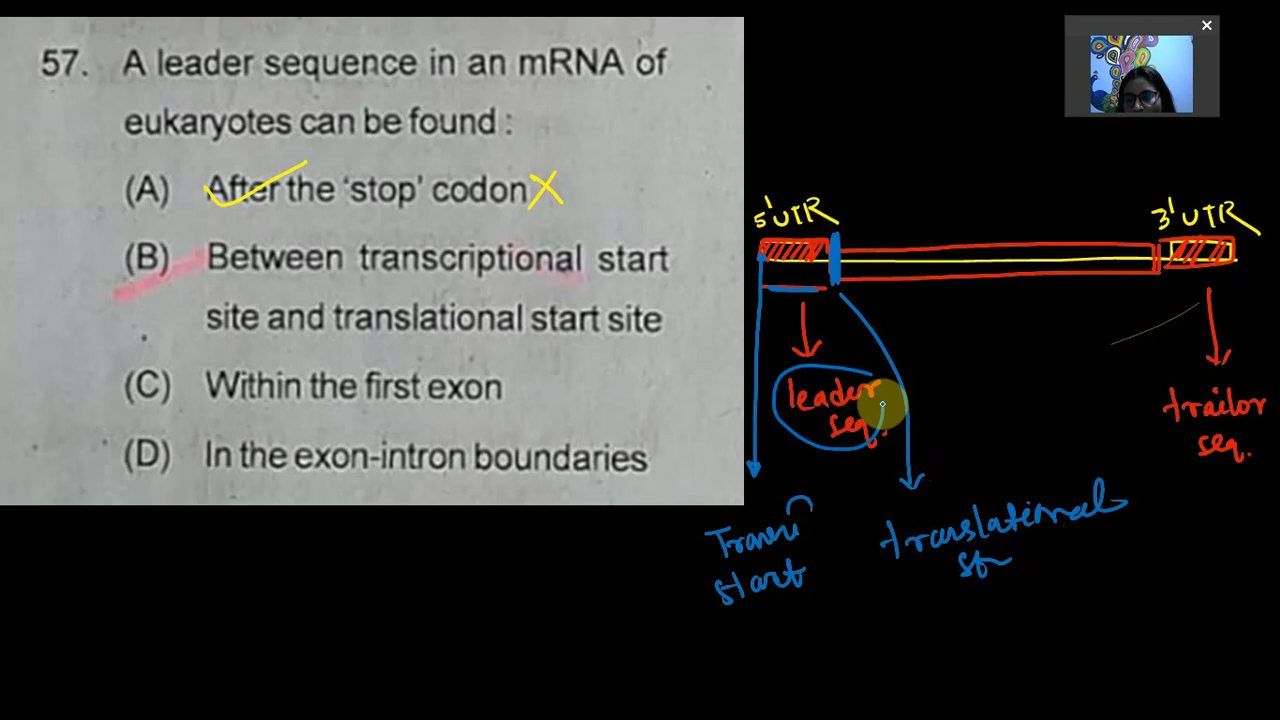 57. A leader sequence in an mRNA of
eukaryotes can be found :
(A) After the ‘stop’ codon X
(B) Between transcriptional start
site and translational start site
(C) Within the first exon
(D) In the exon-intron boundaries
5' UTR
3' UTR
leader
seq.
trailor
seq.
start
translational